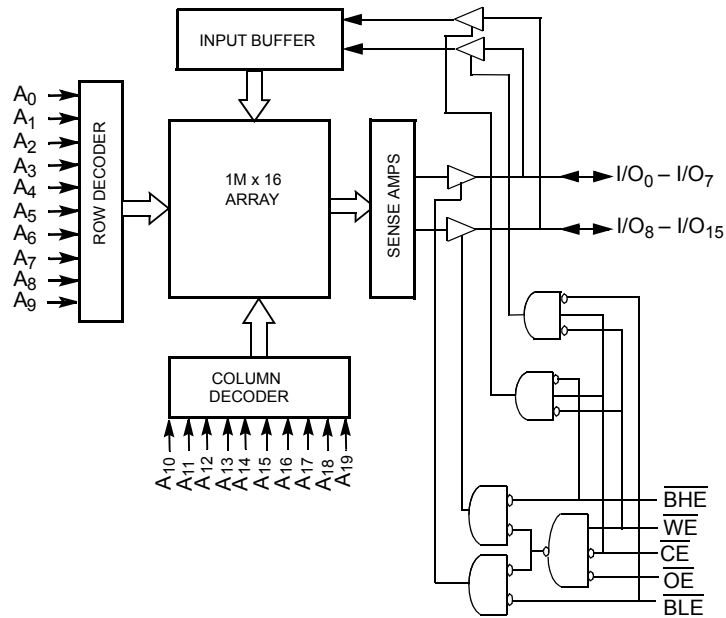 INPUT BUFFER
A0
A1
A2
A3
A4
A5
A6
A7
A8
A9
ROW DECODER
1M x 16
ARRAY
SENSE AMPS
I/O0 – I/O7
I/O8 – I/O15
COLUMN
DECODER
A10
A11
A12
A13
A14
A15
A16
A17
A18
A19
BHE
WE
CE
OE
BLE